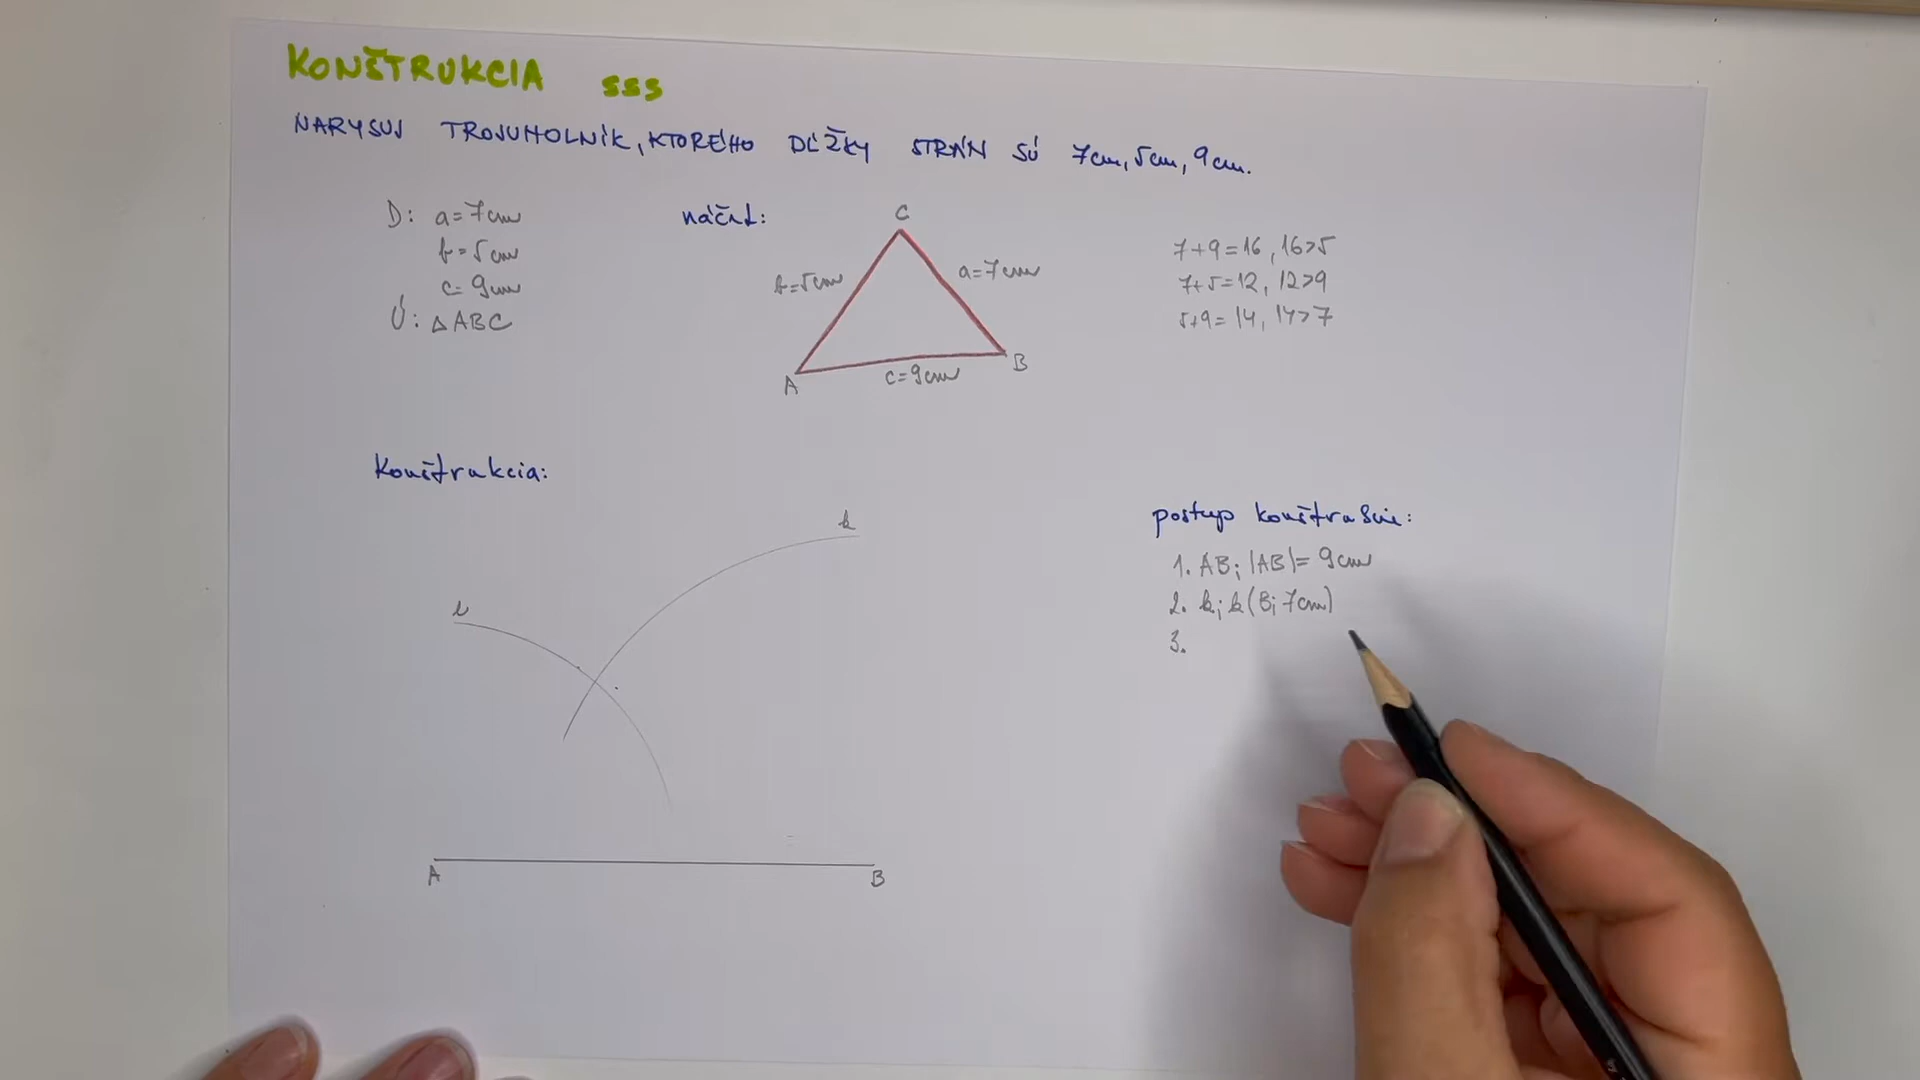 KONŠTRUKCIA sss
NARYSUJ TROJUHOLNÍK, KTORÉHO DĹŽKY STRÁN SÚ 7cm, 5cm, 9cm.
D: a=7cm
b=5cm
c=9cm
Ú: △ABC
náčrt:
C
b=5cm
a=7cm
A
c=9cm
B
7+9=16, 16>5
7+5=12, 12>9
5+9=14, 14>7
Konštrukcia:
k
l
A
B
postup konštrukcie:
1. AB; |AB|=9cm
2. k; k(B; 7cm)
3.